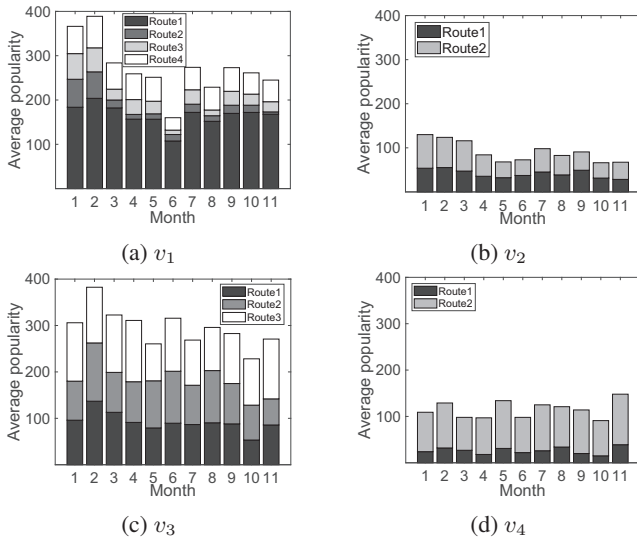 400
300
200
100
Average popularity
Route1
Route2
Route3
Route4
1 2 3 4 5 6 7 8 9 10 11
Month
(a) v1
400
300
200
100
Average popularity
Route1
Route2
1 2 3 4 5 6 7 8 9 10 11
Month
(b) v2
400
300
200
100
Average popularity
Route1
Route2
Route3
1 2 3 4 5 6 7 8 9 10 11
Month
(c) v3
400
300
200
100
Average popularity
Route1
Route2
1 2 3 4 5 6 7 8 9 10 11
Month
(d) v4